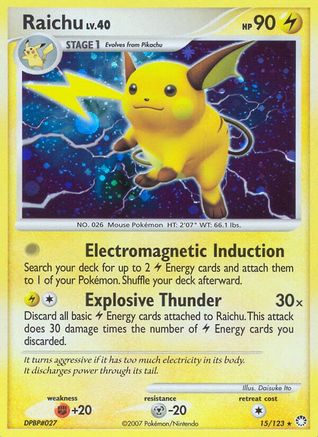 Raichu LV.40 HP 90
STAGE 1 Evolves from Pikachu
NO. 026 Mouse Pokémon HT: 2'07" WT: 66.1 lbs.
Electromagnetic Induction
Search your deck for up to 2 Energy cards and attach them
to 1 of your Pokémon. Shuffle your deck afterward.
Explosive Thunder 30×
Discard all basic Energy cards attached to Raichu. This attack
does 30 damage times the number of Energy cards you
discarded.
It turns aggressive if it has too much electricity in its body.
It discharges power through its tail.
Illus. Daisuke Ito
weakness resistance retreat cost
+20 -20
DPBP#027 ©2007 Pokémon/Nintendo 15/123 ★